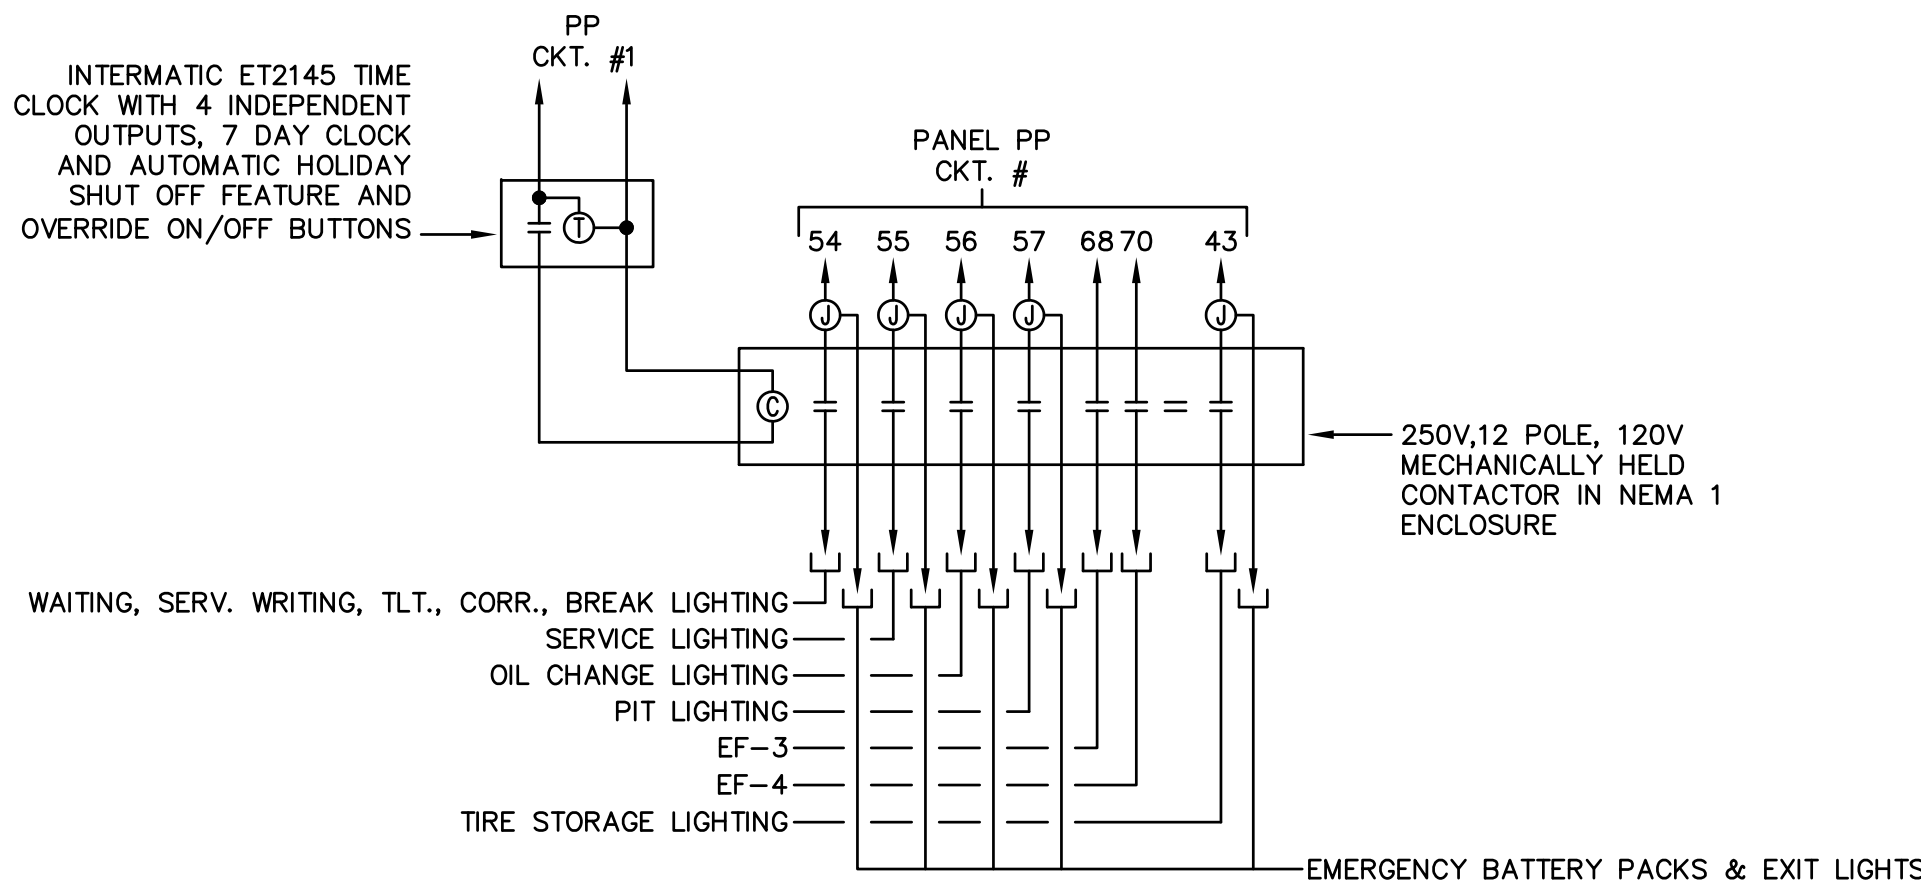 PP
CKT. #1
INTERMATIC ET2145 TIME
CLOCK WITH 4 INDEPENDENT
OUTPUTS, 7 DAY CLOCK
AND AUTOMATIC HOLIDAY
SHUT OFF FEATURE AND
OVERRIDE ON/OFF BUTTONS
T
PANEL PP
CKT. #
54 55 56 57 68 70 43
J J J J J
C
250V,12 POLE, 120V
MECHANICALLY HELD
CONTACTOR IN NEMA 1
ENCLOSURE
WAITING, SERV. WRITING, TLT., CORR., BREAK LIGHTING
SERVICE LIGHTING
OIL CHANGE LIGHTING
PIT LIGHTING
EF-3
EF-4
TIRE STORAGE LIGHTING
EMERGENCY BATTERY PACKS & EXIT LIGHTS